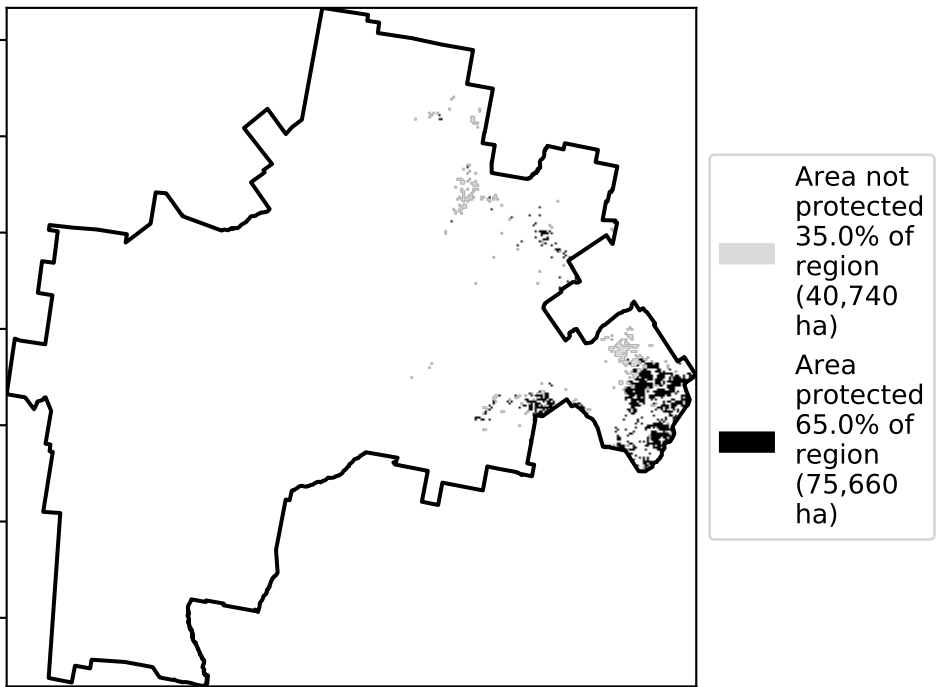 Area not
protected
35.0% of
region
(40,740
ha)
Area
protected
65.0% of
region
(75,660
ha)